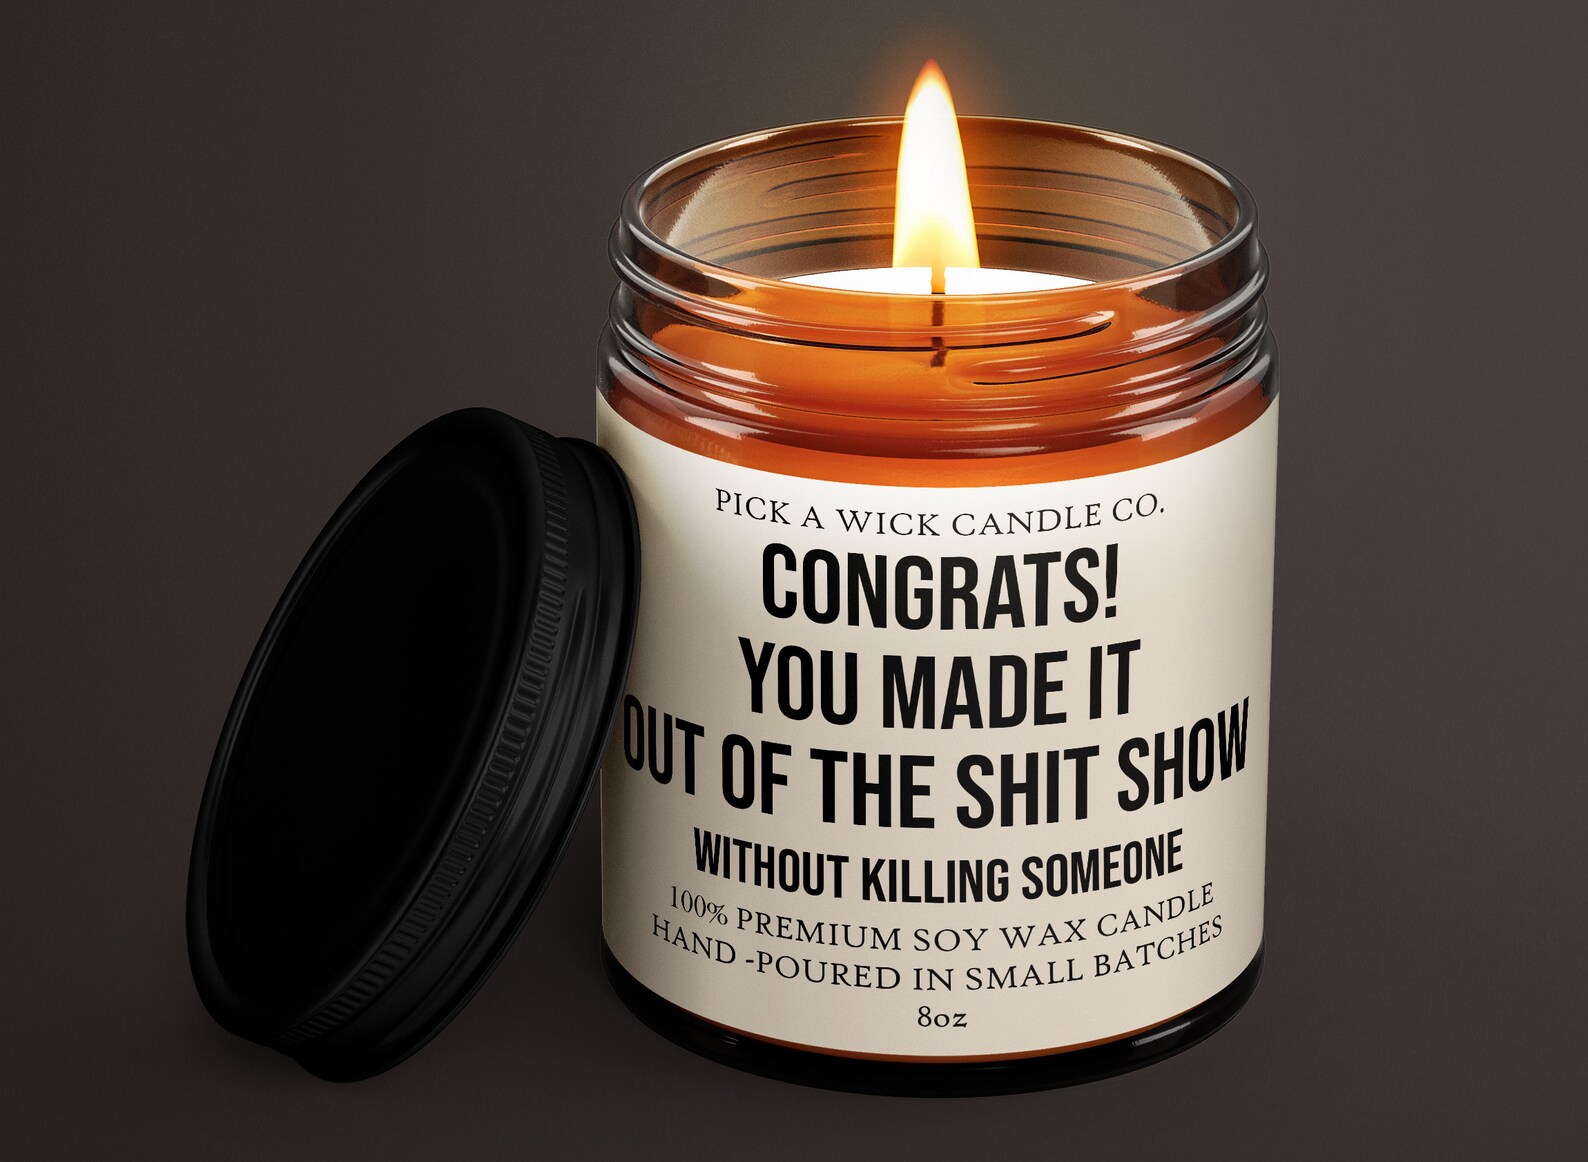 PICK A WICK CANDLE CO.
CONGRATS!
YOU MADE IT
OUT OF THE SHIT SHOW
WITHOUT KILLING SOMEONE
100% PREMIUM SOY WAX CANDLE
HAND -POURED IN SMALL BATCHES
8oz